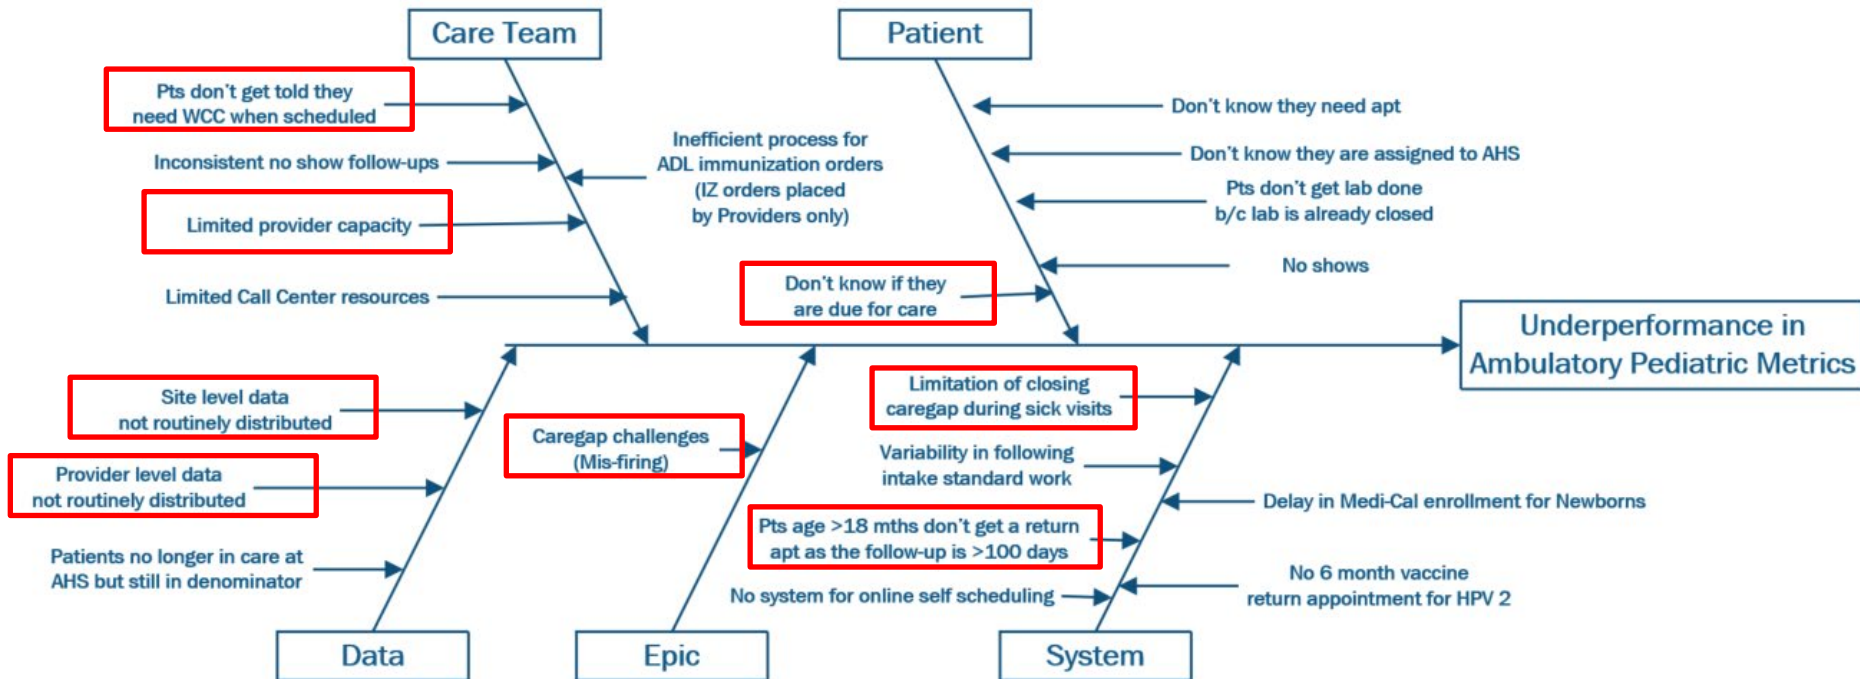 Care Team
Patient
Pts don't get told they
need WCC when scheduled
Inconsistent no show follow-ups
Limited provider capacity
Limited Call Center resources
Inefficient process for
ADL immunization orders
(IZ orders placed
by Providers only)
Don't know they need apt
Don't know they are assigned to AHS
Pts don't get lab done
b/c lab is already closed
No shows
Don't know if they
are due for care
Underperformance in
Ambulatory Pediatric Metrics
Site level data
not routinely distributed
Provider level data
not routinely distributed
Patients no longer in care at
AHS but still in denominator
Caregap challenges
(Mis-firing)
Limitation of closing
caregap during sick visits
Variability in following
intake standard work
Pts age >18 mths don't get a return
apt as the follow-up is >100 days
No system for online self scheduling
Delay in Medi-Cal enrollment for Newborns
No 6 month vaccine
return appointment for HPV 2
Data
Epic
System